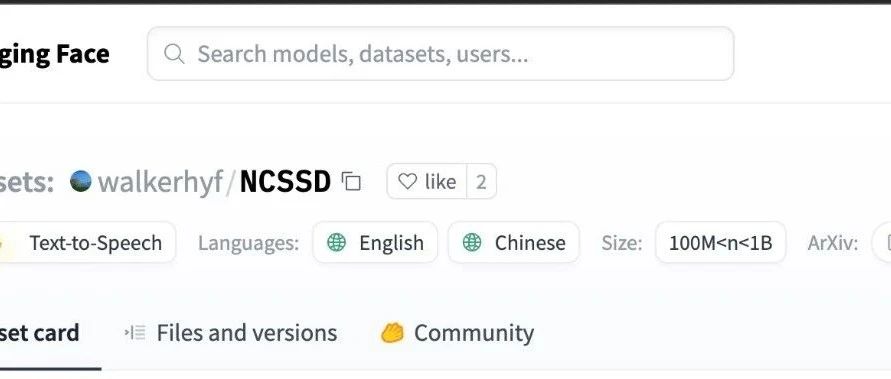 ging Face Search models, datasets, users...
sets: walkerhyf/NCSSD like 2
Text-to-Speech Languages: English Chinese Size: 100M<n<1B ArXiv:
set card Files and versions Community